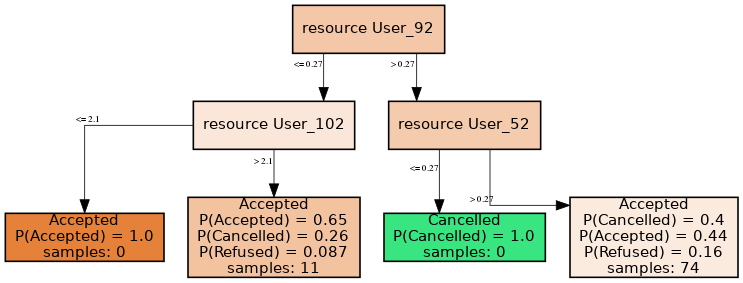 resource User_92
<=0.27
>0.27
resource User_102
resource User_52
<=2.1
>2.1
<=0.27
>0.27
Accepted
P(Accepted) = 1.0
samples: 0
Accepted
P(Accepted) = 0.65
P(Cancelled) = 0.26
P(Refused) = 0.087
samples: 11
Cancelled
P(Cancelled) = 1.0
samples: 0
Accepted
P(Cancelled) = 0.4
P(Accepted) = 0.44
P(Refused) = 0.16
samples: 74